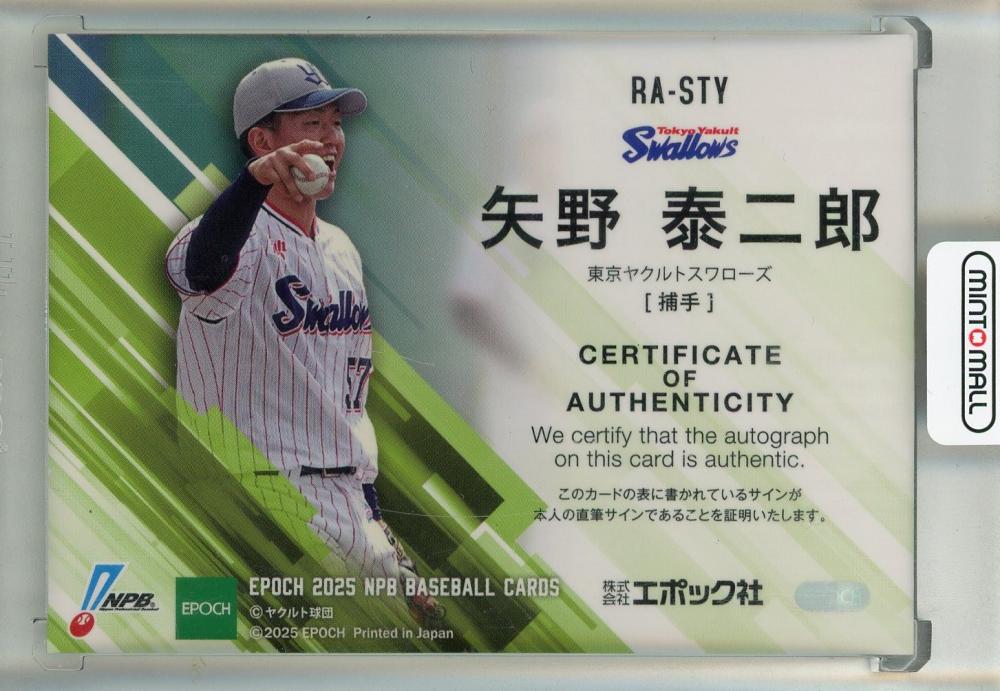 RA-STY
Tokyo Yakult
Swallows
矢野 泰二郎
東京ヤクルトスワローズ
[ 捕手 ]
CERTIFICATE
OF
AUTHENTICITY
We certify that the autograph
on this card is authentic.
このカードの表に書かれているサインが
本人の直筆サインであることを証明いたします。
Swallows
57
MINT MALL
NPB
EPOCH
EPOCH 2025 NPB BASEBALL CARDS
©ヤクルト球団
©2025 EPOCH Printed in Japan
株式会社エポック社